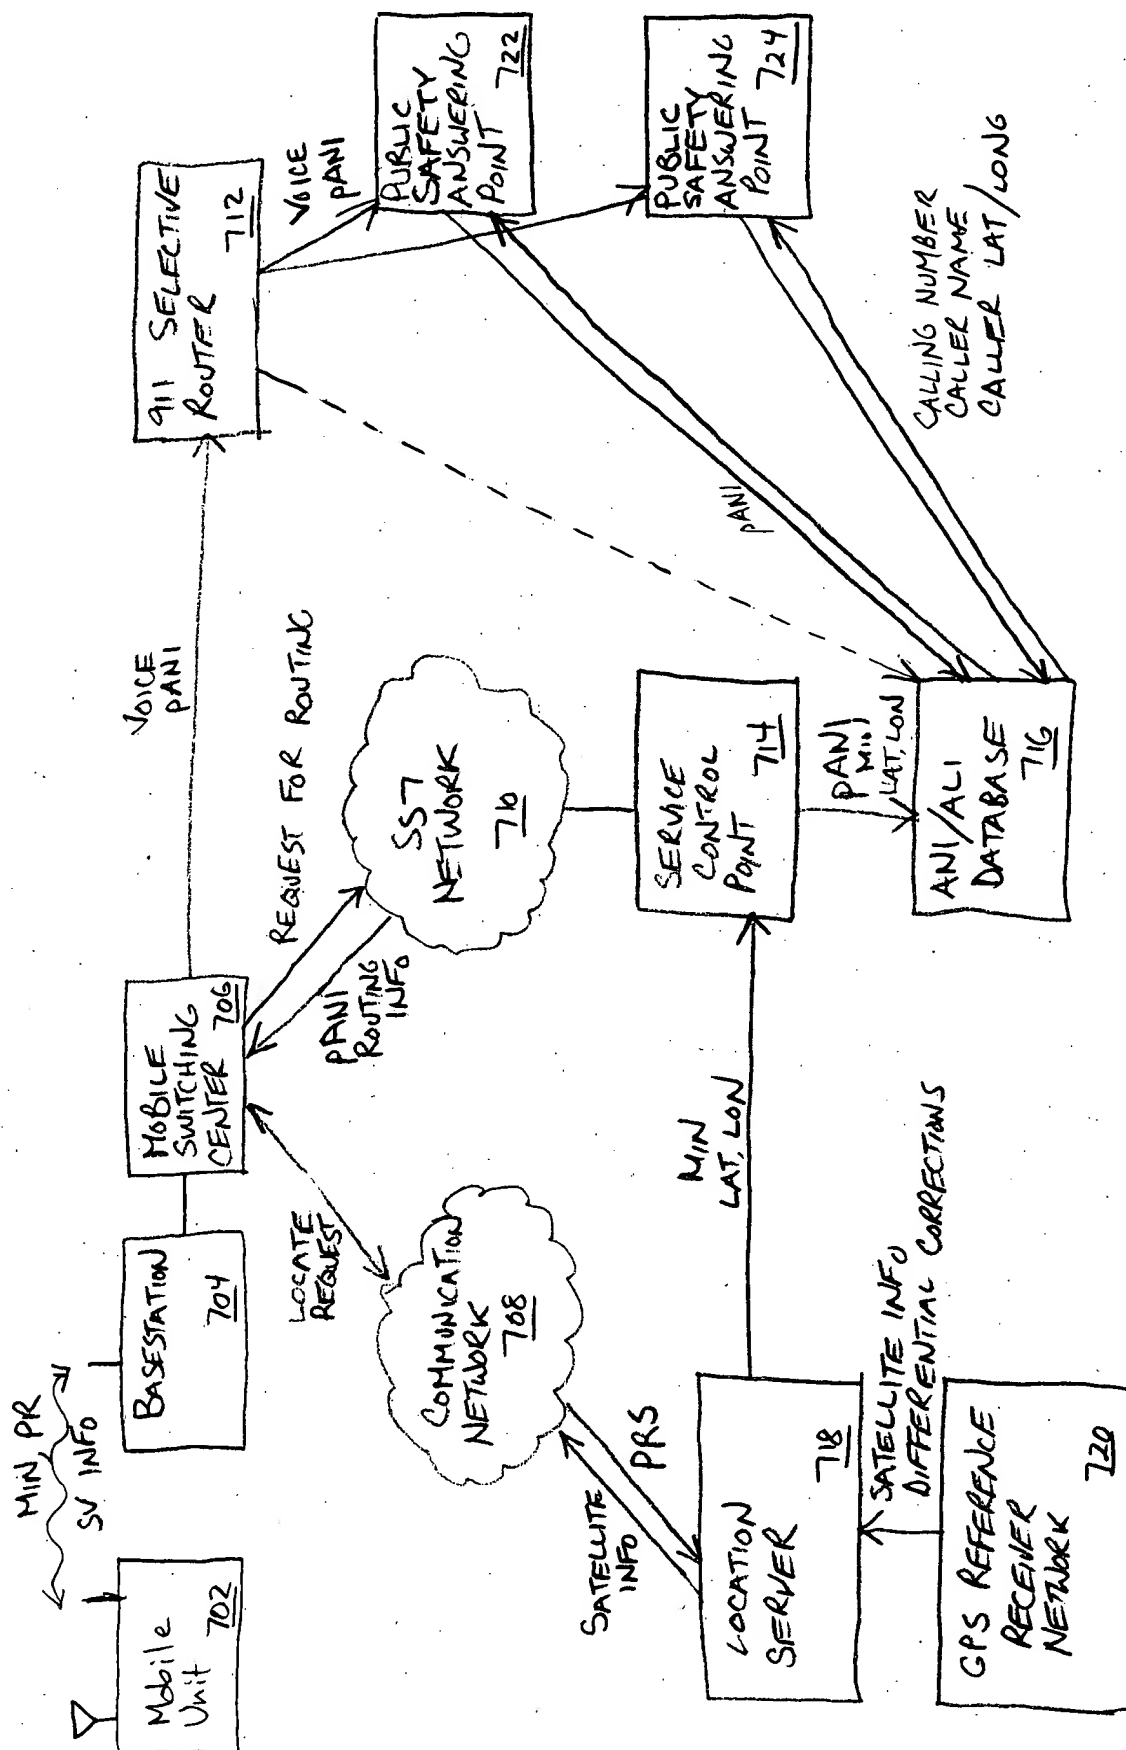 MIN, PR
SV INFO
Mobile
Unit
702
BASESTATION
704
MOBILE
SWITCHING
CENTER 706
VOICE
PANI
911 SELECTIVE
ROUTER 712
VOICE
PANI
PUBLIC
SAFETY
ANSWERING
POINT 722
LOCATE
REQUEST
PANI
ROUTING
INFO
REQUEST FOR ROUTING
COMMUNICATION
NETWORK
708
SS7
NETWORK
710
PUBLIC
SAFETY
ANSWERING
POINT 724
SATELLITE
INFO
PRS
MIN
LAT, LON
SERVICE
CONTROL
POINT 714
PANI
LOCATION
SERVER
718
PANI
MIN
LAT, LON
CALLING NUMBER
CALLER NAME
CALLER LAT/LONG
SATELLITE INFO
DIFFERENTIAL CORRECTIONS
ANI/ALI
DATABASE
716
GPS REFERENCE
RECEIVER
NETWORK
720